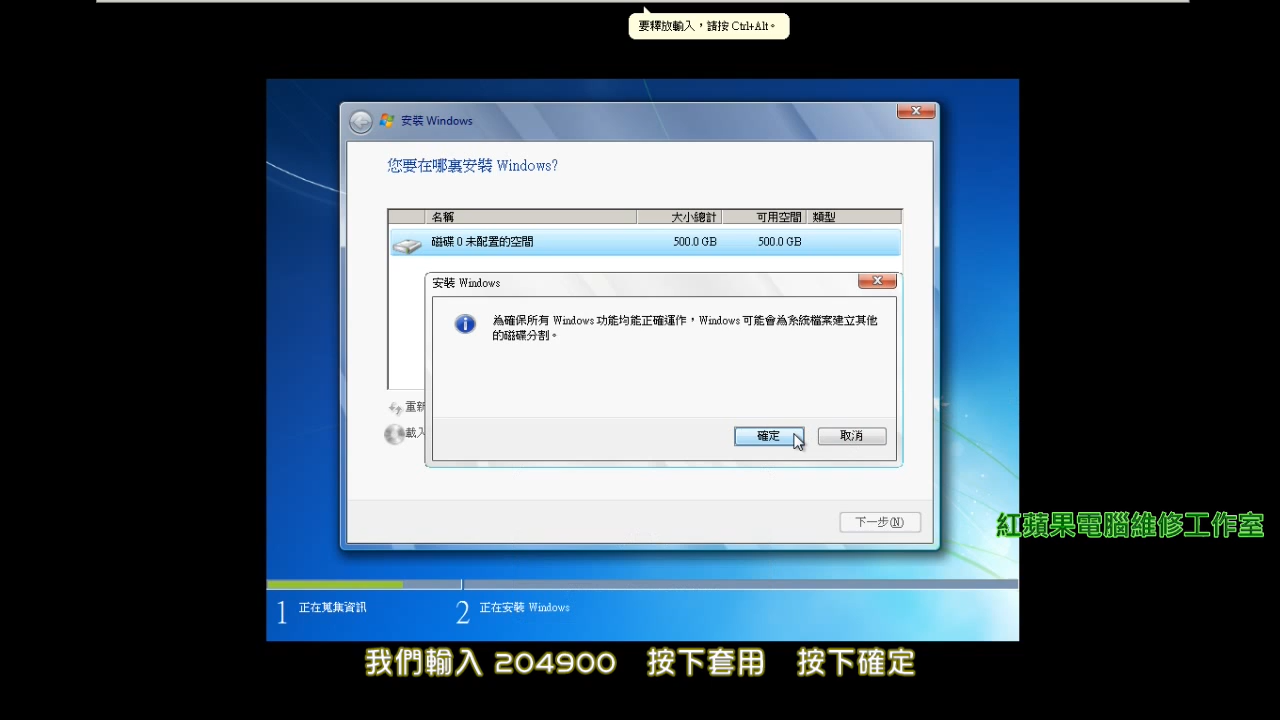 要釋放輸入，請按 Ctrl+Alt。
安裝 Windows
您要在哪裏安裝 Windows?
名稱 大小總計 可用空間 類型
磁碟 0 未配置的空間 500.0 GB 500.0 GB
安裝 Windows
為確保所有 Windows 功能均能正確運作，Windows 可能會為系統檔案建立其他
的磁碟分割。
重新
載入
確定 取消
下一步(N)
紅蘋果電腦維修工作室
1 正在蒐集資訊 2 正在安裝 Windows
我們輸入 204900 按下套用 按下確定